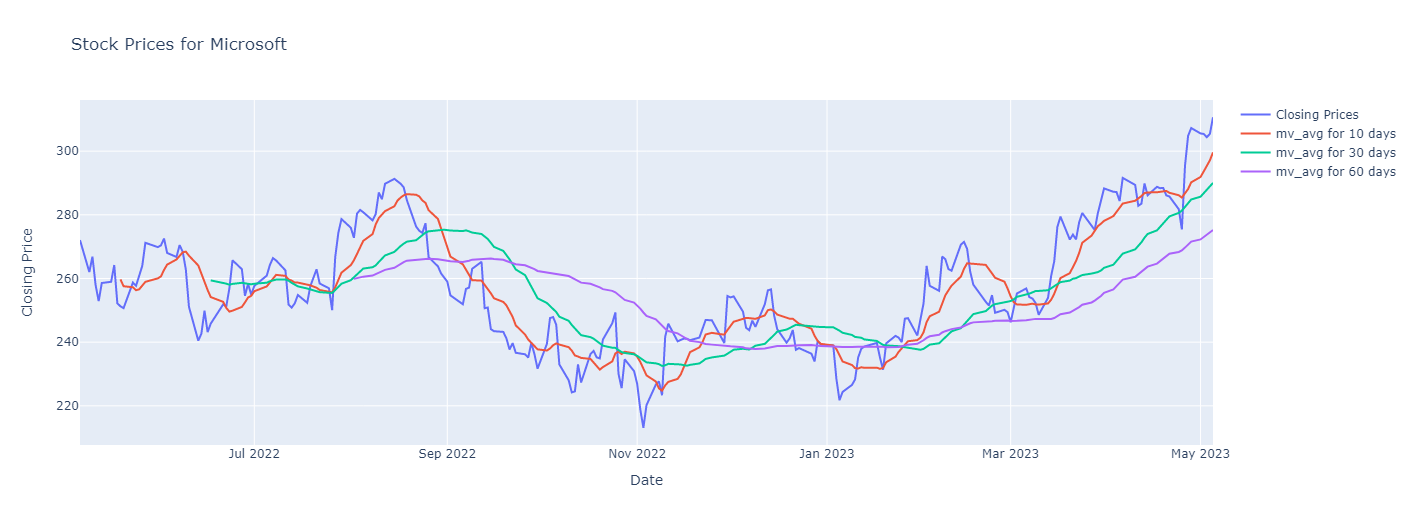 Stock Prices for Microsoft
Closing Prices
mv_avg for 10 days
mv_avg for 30 days
mv_avg for 60 days
Closing Price
300
280
260
240
220
Jul 2022
Sep 2022
Nov 2022
Jan 2023
Mar 2023
May 2023
Date